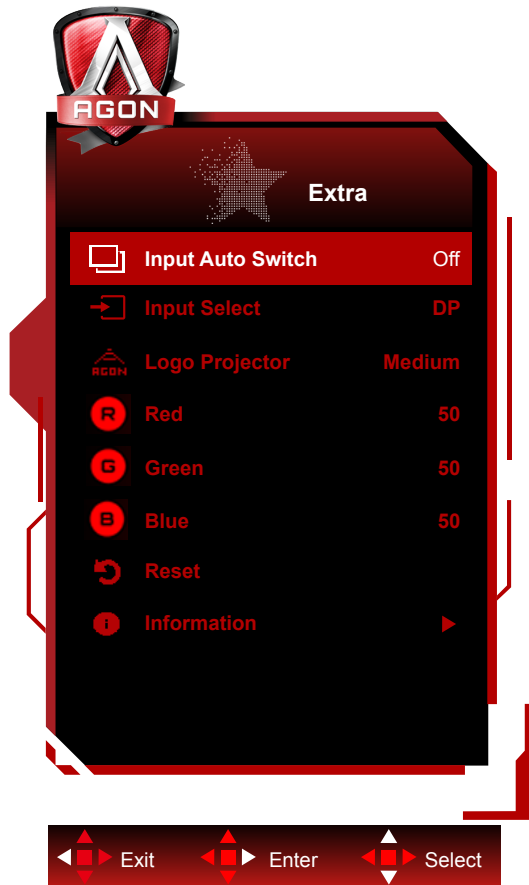 AGON
Extra
Input Auto Switch Off
Input Select DP
AGON Logo Projector Medium
R Red 50
G Green 50
B Blue 50
Reset
i Information
Exit Enter Select